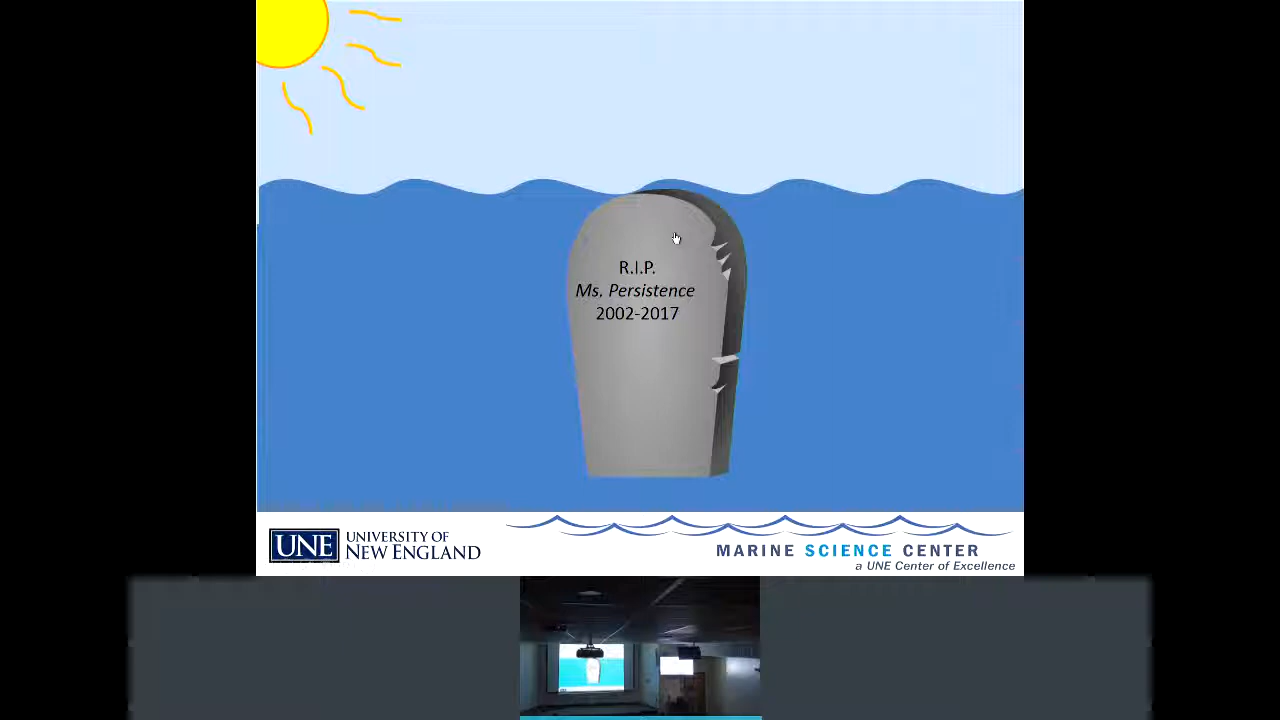 R.I.P.
Ms. Persistence
2002-2017
UNE UNIVERSITY OF
NEW ENGLAND
MARINE SCIENCE CENTER
a UNE Center of Excellence